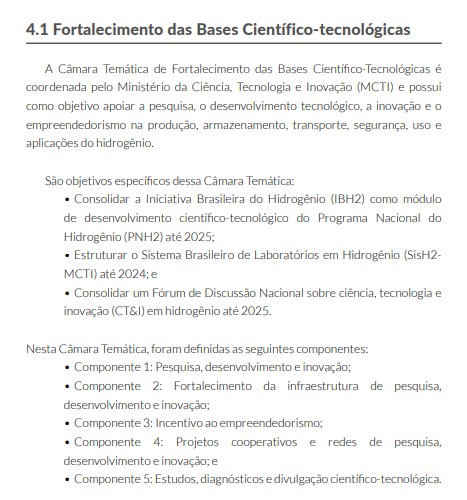 4.1 Fortalecimento das Bases Científico-tecnológicas
A Câmara Temática de Fortalecimento das Bases Científico-Tecnológicas é
coordenada pelo Ministério da Ciência, Tecnologia e Inovação (MCTI) e possui
como objetivo apoiar a pesquisa, o desenvolvimento tecnológico, a inovação e o
empreendedorismo na produção, armazenamento, transporte, segurança, uso e
aplicações do hidrogênio.
São objetivos específicos dessa Câmara Temática:
• Consolidar a Iniciativa Brasileira do Hidrogênio (IBH2) como módulo
de desenvolvimento científico-tecnológico do Programa Nacional do
Hidrogênio (PNH2) até 2025;
• Estruturar o Sistema Brasileiro de Laboratórios em Hidrogênio (SisH2-
MCTI) até 2024; e
• Consolidar um Fórum de Discussão Nacional sobre ciência, tecnologia e
inovação (CT&I) em hidrogênio até 2025.
Nesta Câmara Temática, foram definidas as seguintes componentes:
• Componente 1: Pesquisa, desenvolvimento e inovação;
• Componente 2: Fortalecimento da infraestrutura de pesquisa,
desenvolvimento e inovação;
• Componente 3: Incentivo ao empreendedorismo;
• Componente 4: Projetos cooperativos e redes de pesquisa,
desenvolvimento e inovação; e
• Componente 5: Estudos, diagnósticos e divulgação científico-tecnológica.